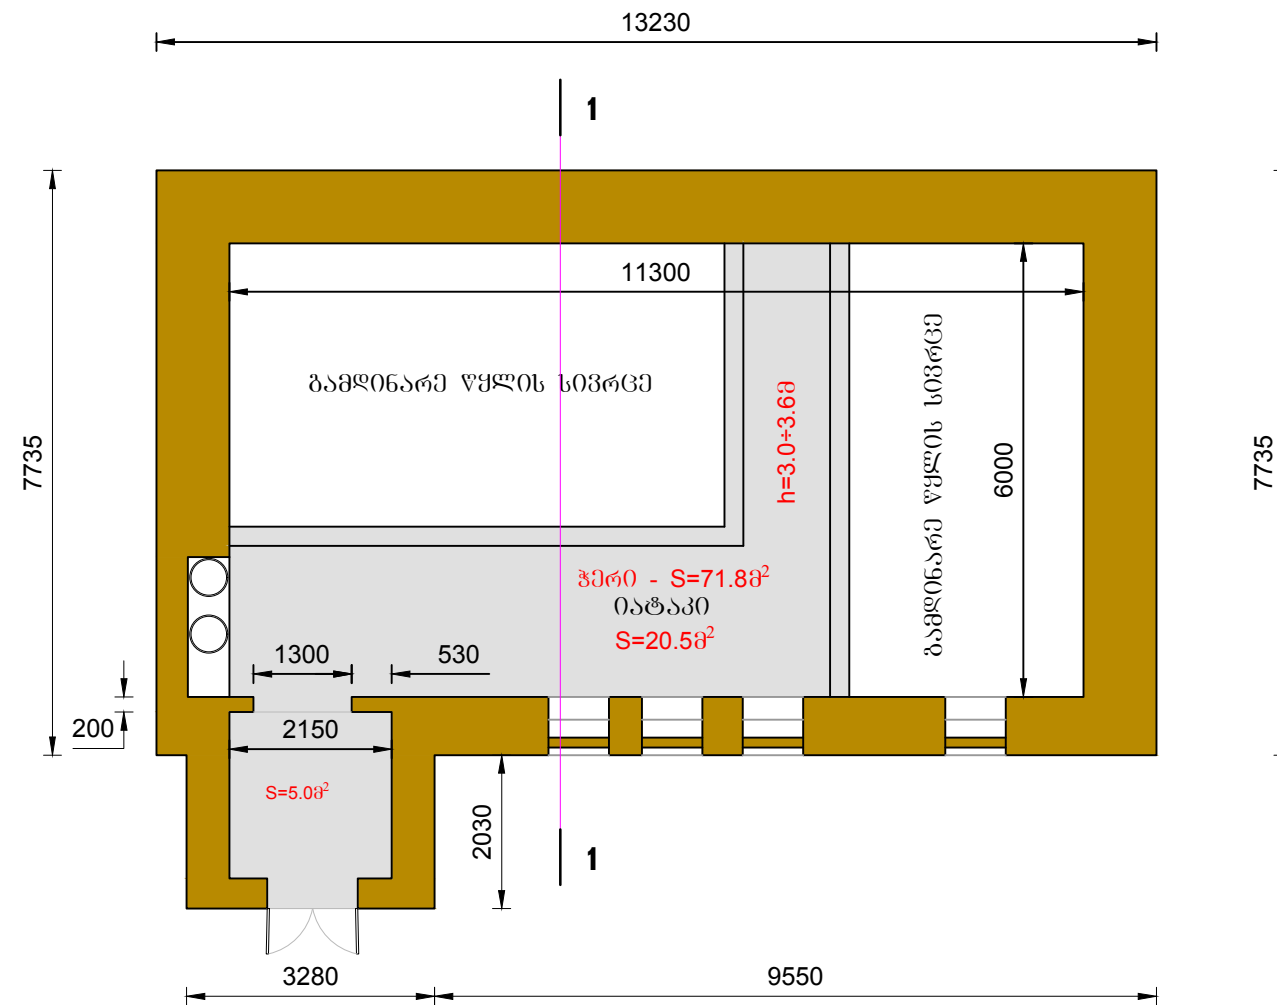 13230
1
11300
გამდინარე წყლის სივრცე
გამდინარე წყლის სივრცე
h=3.0÷3.6მ
6000
7735
7735
ჭერი - S=71.8მ²
იატაკი
S=20.5მ²
1300
530
200
2150
S=5.0მ²
2030
1
3280
9550